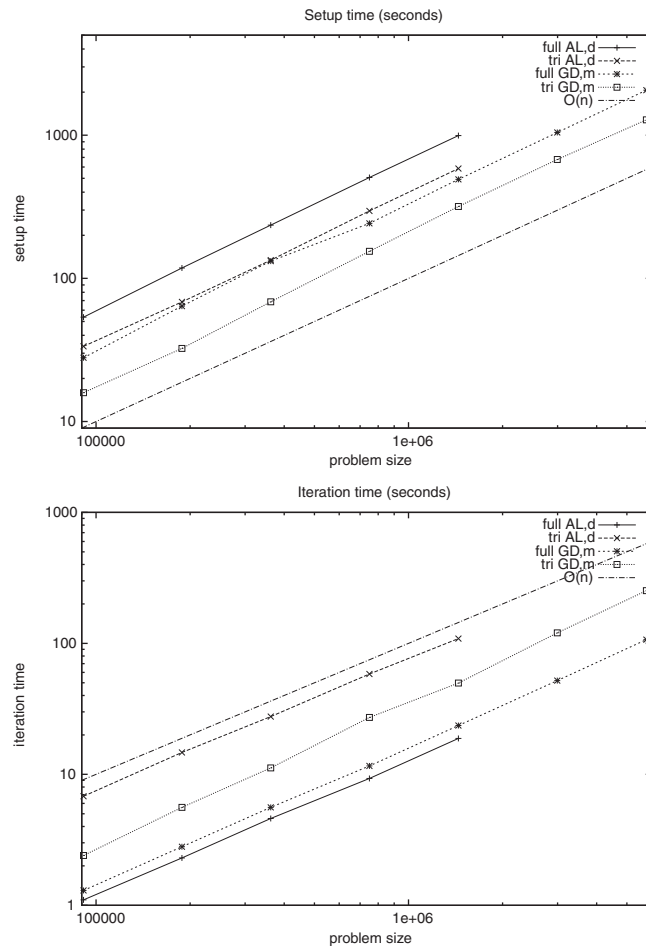 Setup time (seconds)
full AL,d
tri AL,d
full GD,m
tri GD,m
O(n)
1000
100
10
setup time
100000
1e+06
problem size
Iteration time (seconds)
full AL,d
tri AL,d
full GD,m
tri GD,m
O(n)
1000
100
10
1
iteration time
100000
1e+06
problem size